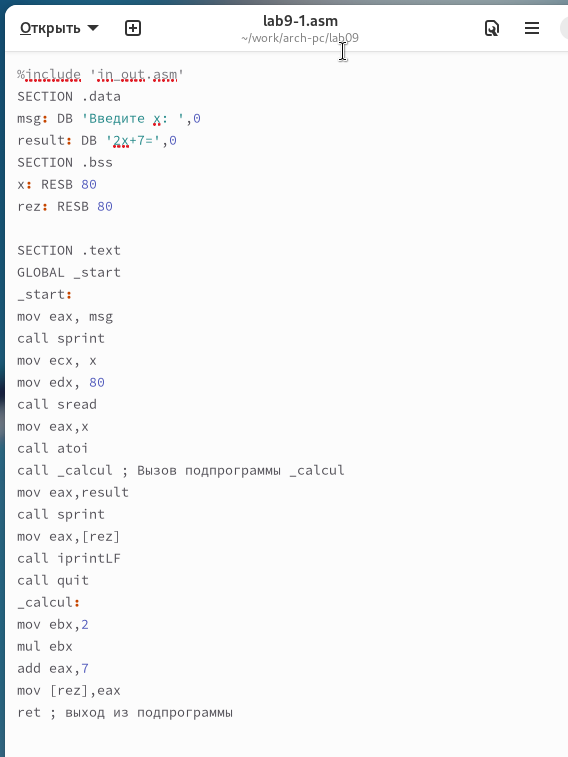 Открыть
lab9-1.asm
~/work/arch-pc/lab09
%include 'in_out.asm'
SECTION .data
msg: DB 'Введите x: ',0
result: DB '2x+7=',0
SECTION .bss
x: RESB 80
rez: RESB 80
SECTION .text
GLOBAL _start
_start:
mov eax, msg
call sprint
mov ecx, x
mov edx, 80
call sread
mov eax,x
call atoi
call _calcul ; Вызов подпрограммы _calcul
mov eax,result
call sprint
mov eax,[rez]
call iprintLF
call quit
_calcul:
mov ebx,2
mul ebx
add eax,7
mov [rez],eax
ret ; выход из подпрограммы